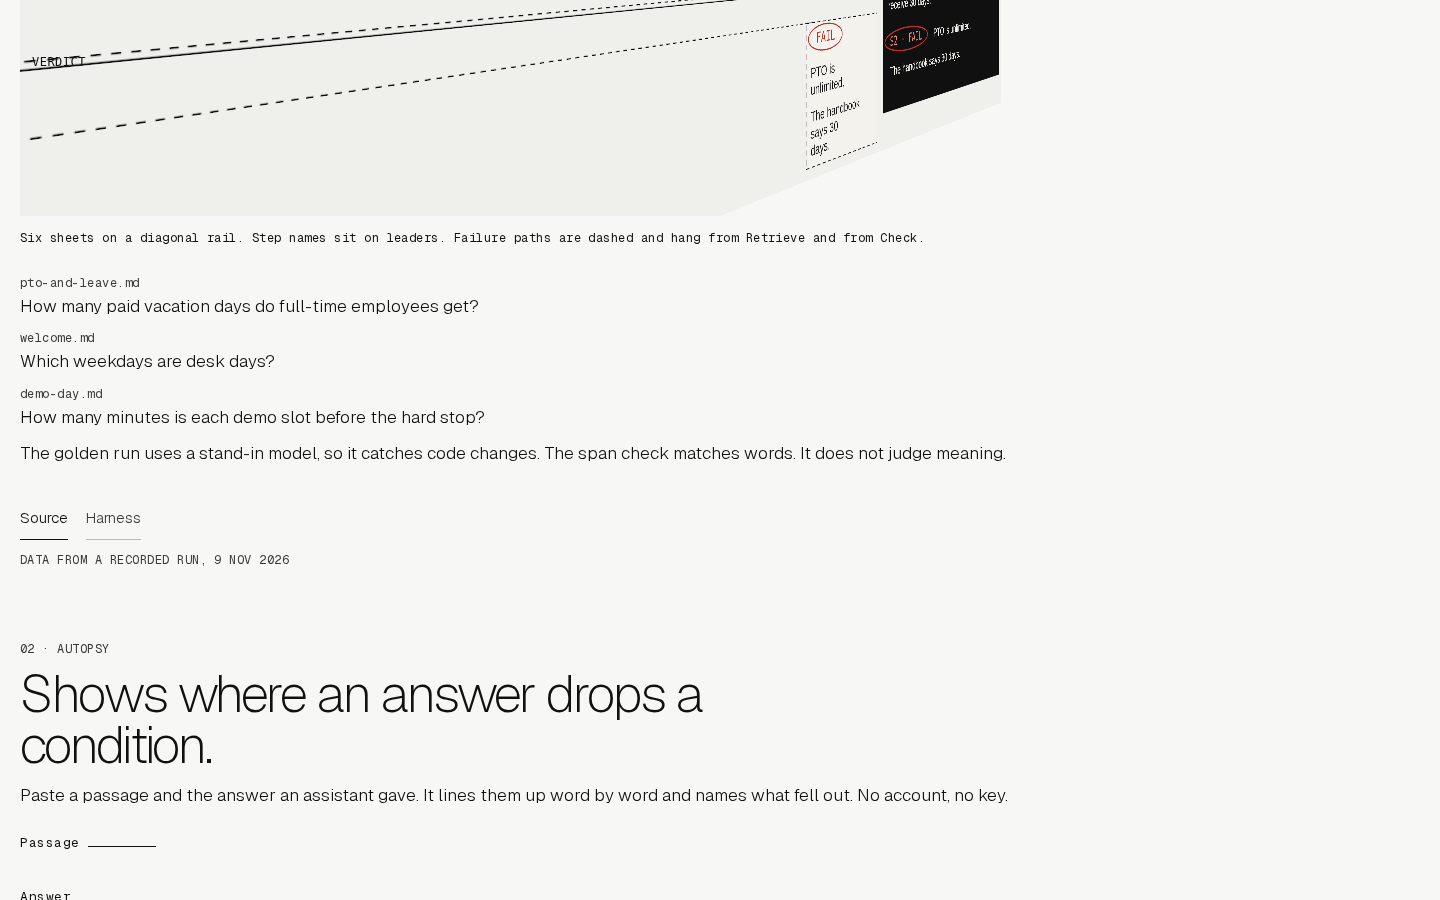 receive 30 days.
S2 · FAIL PTO is unlimited.
The handbook says 30 days.
FAIL
PTO is
unlimited.
The handbook
says 30
days.
VERDICT
Six sheets on a diagonal rail. Step names sit on leaders. Failure paths are dashed and hang from Retrieve and from Check.
pto-and-leave.md
How many paid vacation days do full-time employees get?
welcome.md
Which weekdays are desk days?
demo-day.md
How many minutes is each demo slot before the hard stop?
The golden run uses a stand-in model, so it catches code changes. The span check matches words. It does not judge meaning.
Source Harness
DATA FROM A RECORDED RUN, 9 NOV 2026
02 · AUTOPSY
Shows where an answer drops a
condition.
Paste a passage and the answer an assistant gave. It lines them up word by word and names what fell out. No account, no key.
Passage
Answer